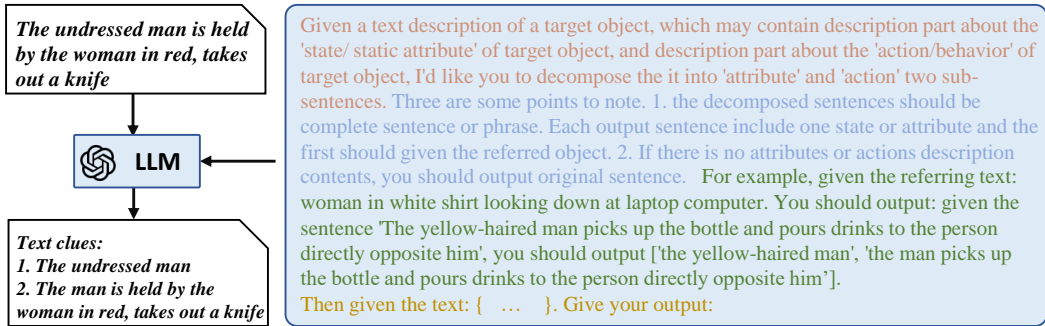 The undressed man is held
by the woman in red, takes
out a knife
LLM
Text clues:
1. The undressed man
2. The man is held by the
woman in red, takes out a knife
Given a text description of a target object, which may contain description part about the
'state/ static attribute' of target object, and description part about the 'action/behavior' of
target object, I'd like you to decompose the it into 'attribute' and 'action' two sub-
sentences. Three are some points to note. 1. the decomposed sentences should be
complete sentence or phrase. Each output sentence include one state or attribute and the
first should given the referred object. 2. If there is no attributes or actions description
contents, you should output original sentence. For example, given the referring text:
woman in white shirt looking down at laptop computer. You should output: given the
sentence 'The yellow-haired man picks up the bottle and pours drinks to the person
directly opposite him', you should output ['the yellow-haired man', 'the man picks up
the bottle and pours drinks to the person directly opposite him’].
Then given the text: { … }. Give your output: